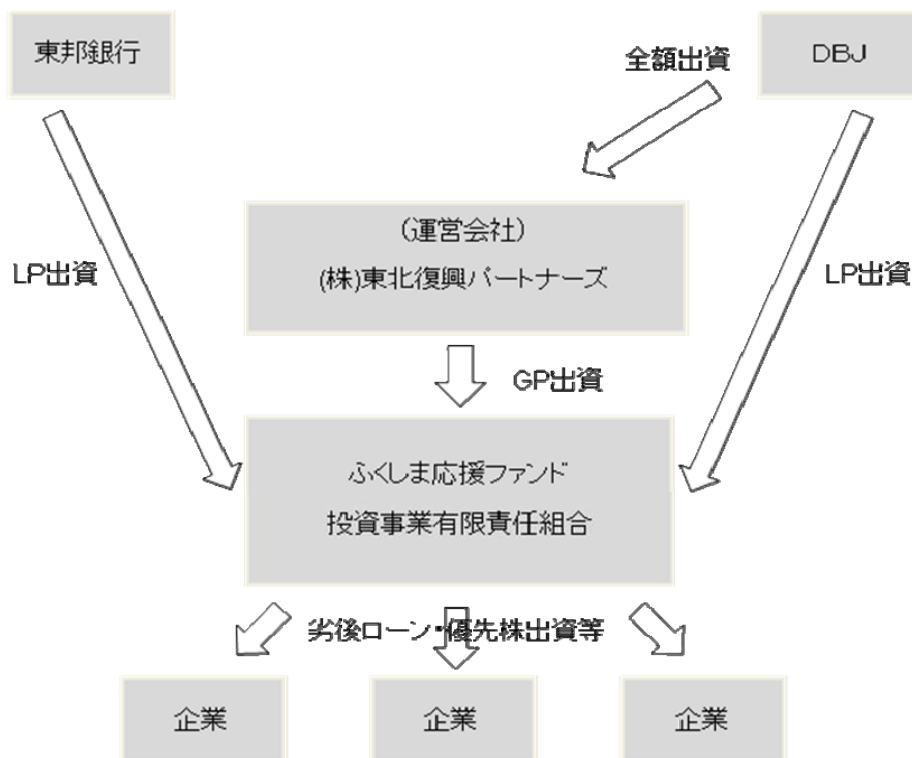 東邦銀行
全額出資
DBJ
(運営会社)
(株)東北復興パートナーズ
LP出資
LP出資
GP出資
ふくしま応援ファンド
投資事業有限責任組合
劣後ローン・優先株出資等
企業
企業
企業